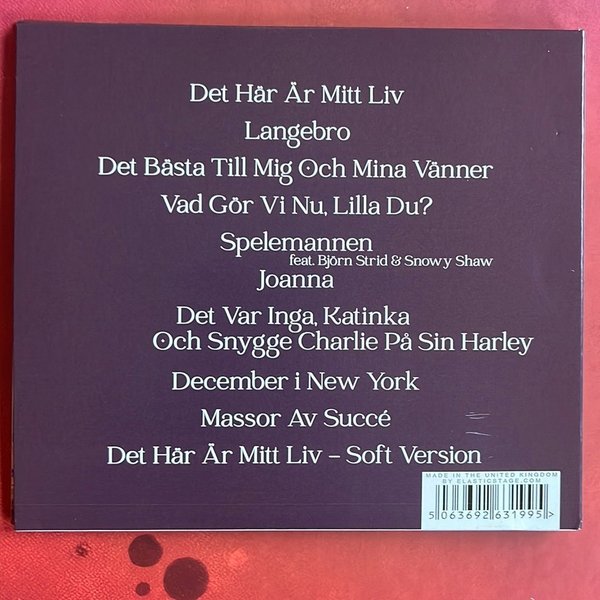 Det Här Är Mitt Liv
Langebro
Det Bästa Till Mig Och Mina Vänner
Vad Gör Vi Nu, Lilla Du?
Spelemannen
feat. Björn Strid & Snowy Shaw
Joanna
Det Var Inga, Katinka
Och Snygge Charlie På Sin Harley
December i New York
Massor Av Succé
Det Här Är Mitt Liv – Soft Version
MADE IN THE UNITED KINGDOM
BY ELASTICSTAGE.COM
5 063692 631995 >